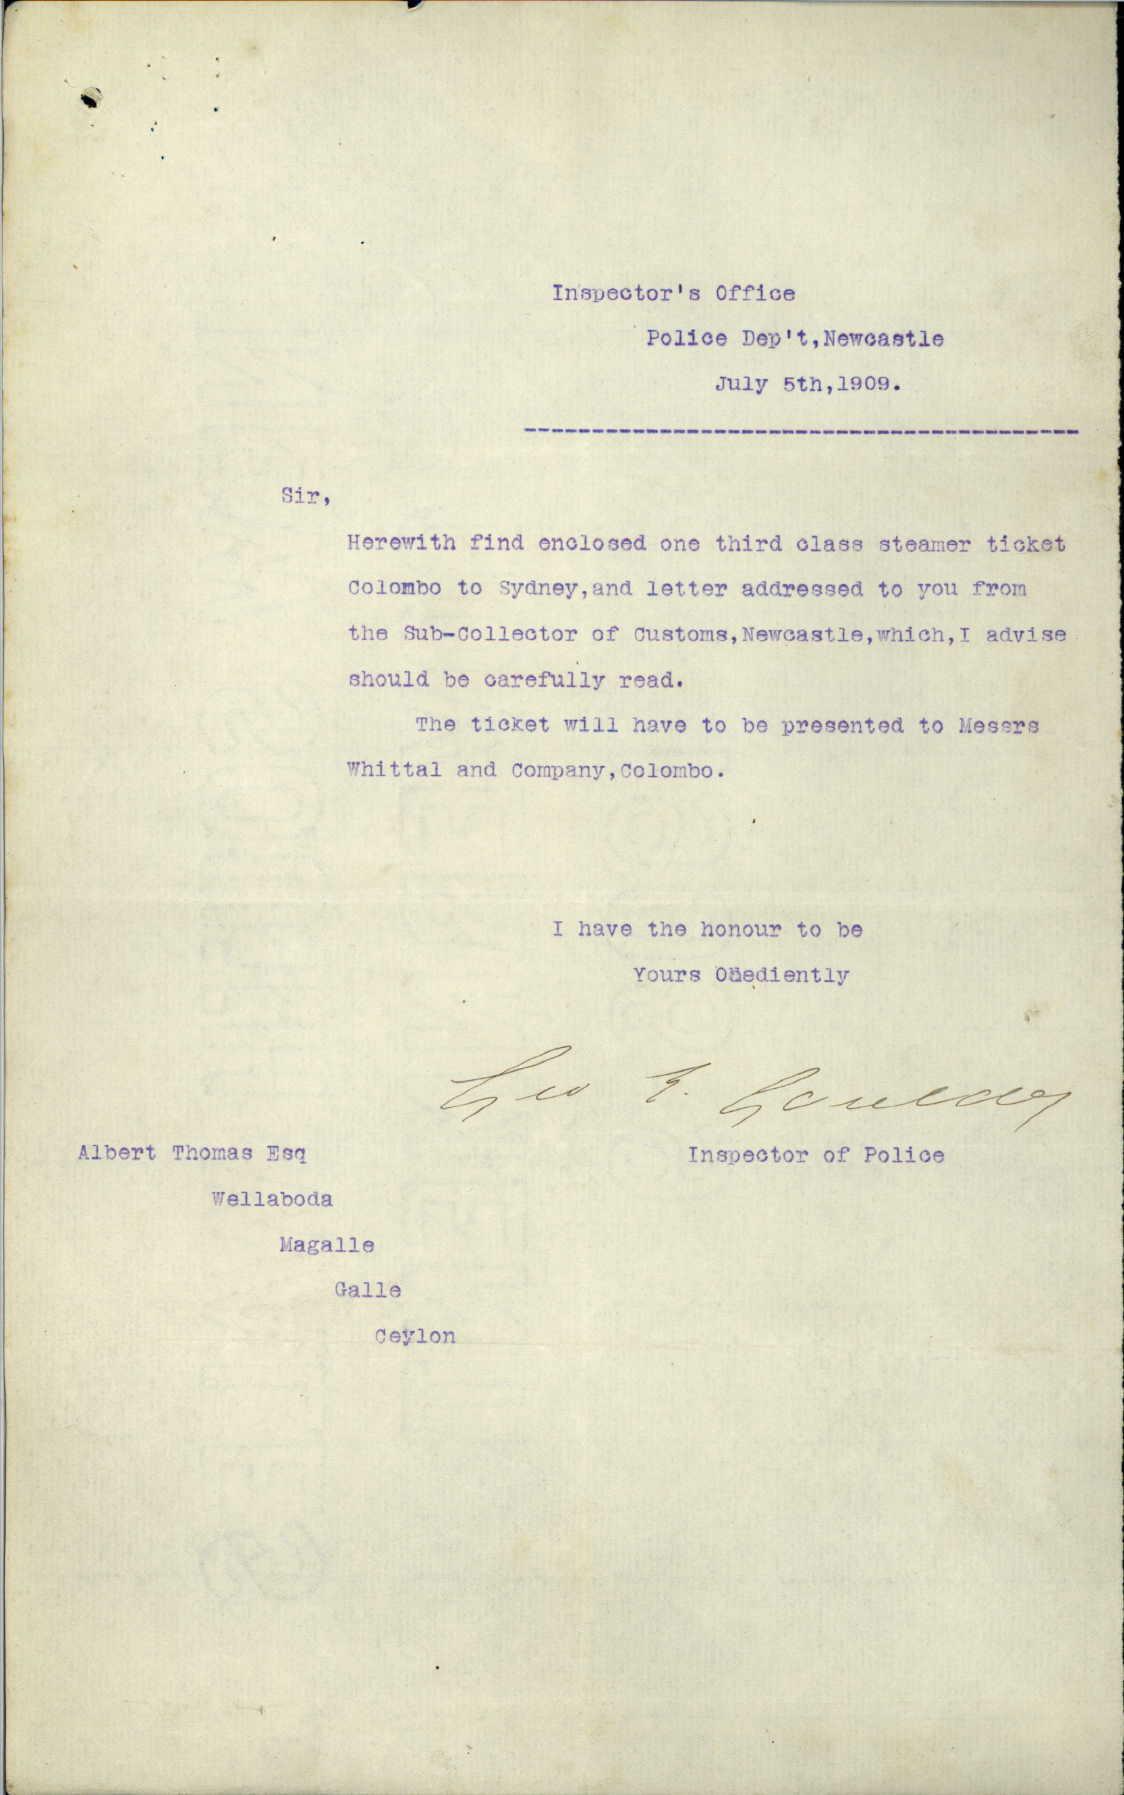 Inspector's Office
Police Dep't,Newcastle
July 5th,1909.
Sir,
Herewith find enclosed one third class steamer ticket
Colombo to Sydney,and letter addressed to you from
the Sub-Collector of Customs,Newcastle,which,I advise
should be carefully read.
The ticket will have to be presented to Messrs
Whittal and Company,Colombo.
I have the honour to be
Yours Obediently
Geo
Inspector of Police
Albert Thomas Esq
Wellaboda
Magalle
Galle
Ceylon